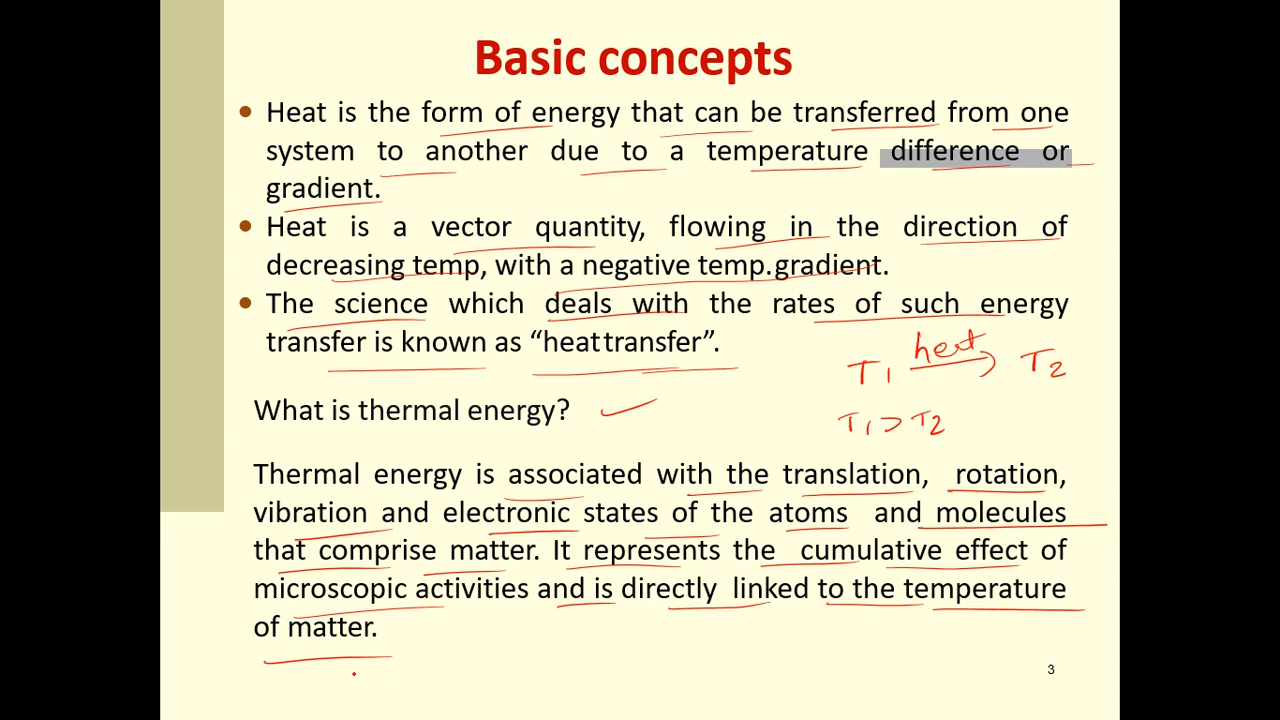 Basic concepts
• Heat is the form of energy that can be transferred from one
system to another due to a temperature difference or
gradient.
• Heat is a vector quantity, flowing in the direction of
decreasing temp, with a negative temp.gradient.
• The science which deals with the rates of such energy
transfer is known as “heat transfer”.
T1 heat T2
What is thermal energy?
T1 > T2
Thermal energy is associated with the translation, rotation,
vibration and electronic states of the atoms and molecules
that comprise matter. It represents the cumulative effect of
microscopic activities and is directly linked to the temperature
of matter.
3